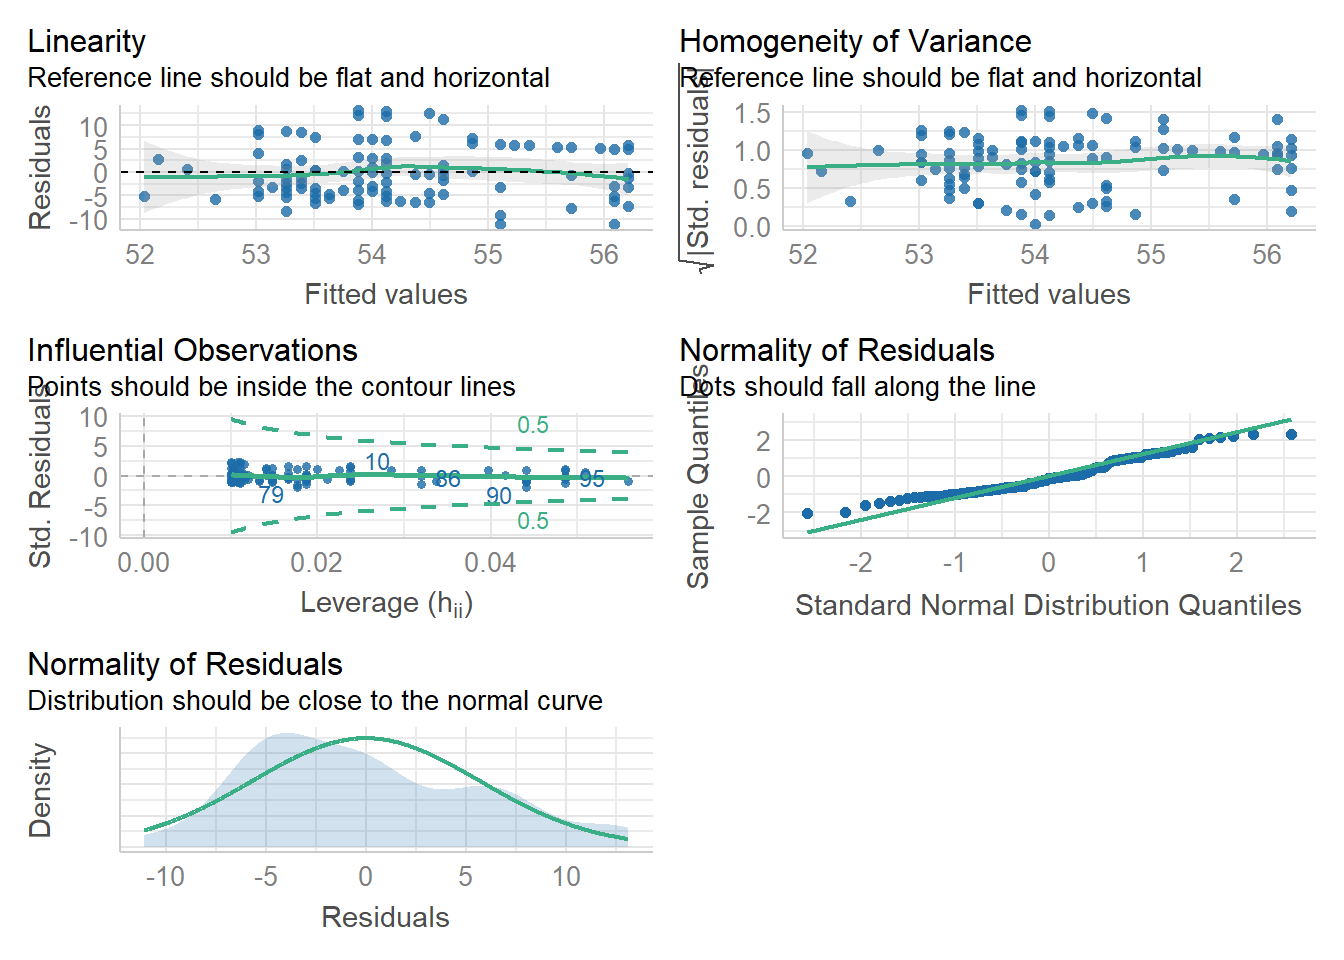 Linearity
Reference line should be flat and horizontal
Residuals
10
5
0
-5
-10
52 53 54 55 56
Fitted values
Homogeneity of Variance
Reference line should be flat and horizontal
√|Std. residuals|
1.5
1.0
0.5
0.0
52 53 54 55 56
Fitted values
Influential Observations
Points should be inside the contour lines
Std. Residuals
10
5
0
-5
-10
0.5
10
86
95
79
90
0.5
0.00 0.02 0.04
Leverage (hii)
Normality of Residuals
Dots should fall along the line
Sample Quantiles
2
0
-2
-2 -1 0 1 2
Standard Normal Distribution Quantiles
Normality of Residuals
Distribution should be close to the normal curve
Density
-10 -5 0 5 10
Residuals